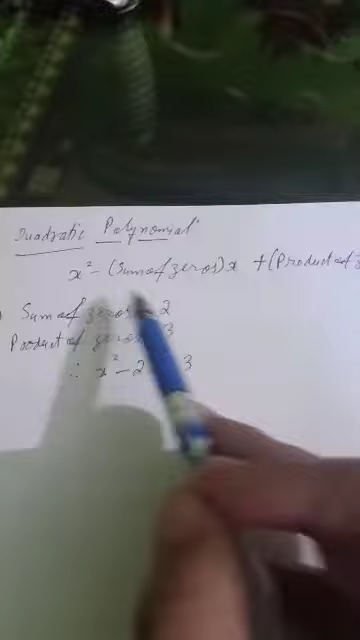 Quadratic Polynomial
x² - (Sum of zeros)x + (Product of
Sum of zeros 2
Product of zeros 3
∴ x² - 2 3